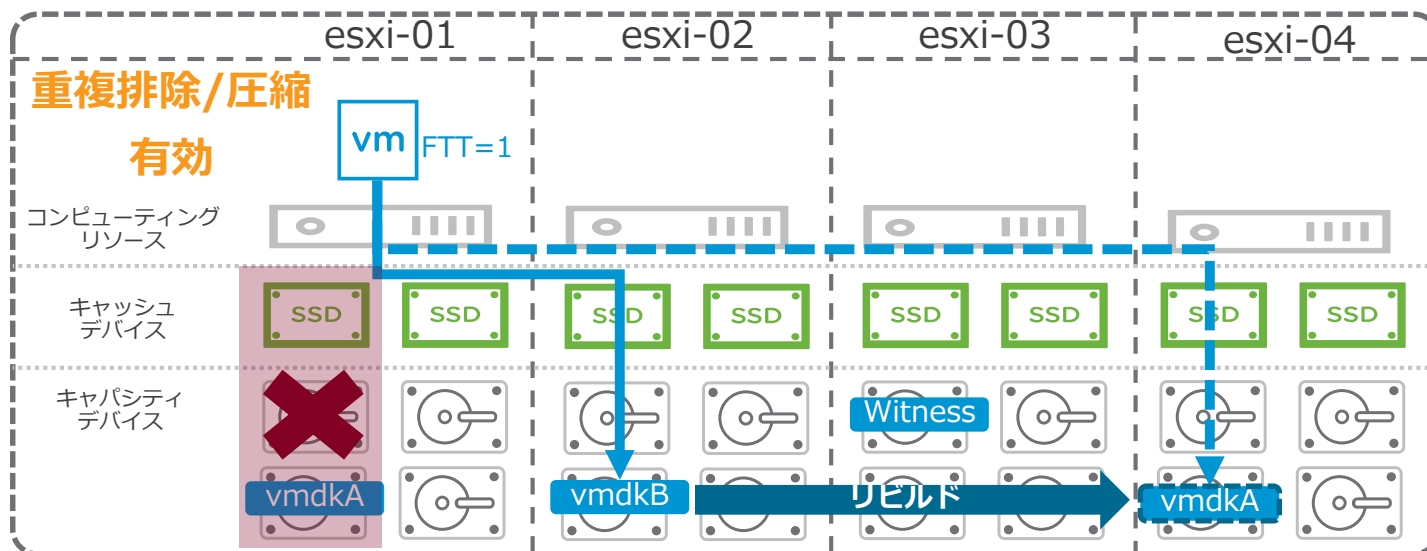 esxi-01
esxi-02
esxi-03
esxi-04
重複排除/圧縮
有効
vm
FTT=1
コンピューティング
リソース
キャッシュ
デバイス
SSD
SSD
SSD
SSD
SSD
SSD
SSD
SSD
キャパシティ
デバイス
Witness
vmdkA
vmdkB
リビルド
vmdkA